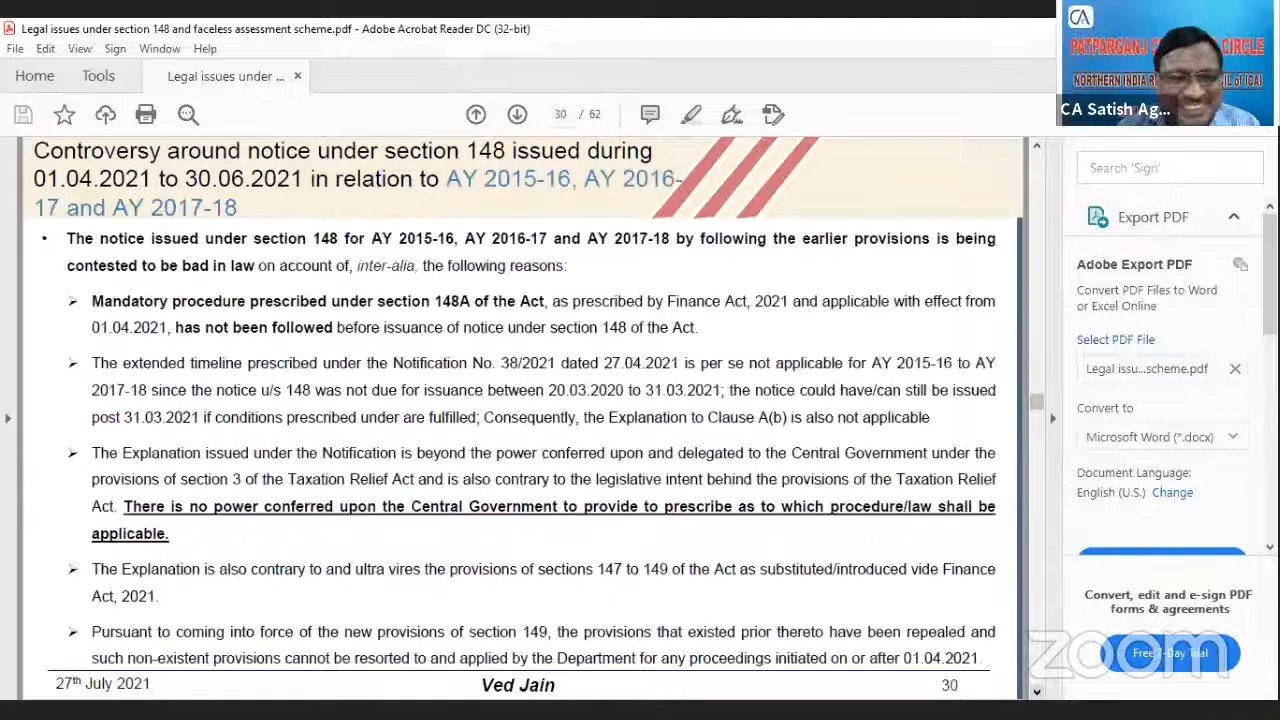 Legal issues under section 148 and faceless assessment scheme.pdf - Adobe Acrobat Reader DC (32-bit)
File Edit View Sign Window Help
Home Tools Legal issues under ... ×
30 / 62
CA
PATPARGANJ C CIRCLE
NORTHERN INDIA R IL of ICAI
CA Satish Ag...
Controversy around notice under section 148 issued during
01.04.2021 to 30.06.2021 in relation to AY 2015-16, AY 2016-
17 and AY 2017-18
• The notice issued under section 148 for AY 2015-16, AY 2016-17 and AY 2017-18 by following the earlier provisions is being
contested to be bad in law on account of, inter-alia, the following reasons:
➢ Mandatory procedure prescribed under section 148A of the Act, as prescribed by Finance Act, 2021 and applicable with effect from
01.04.2021, has not been followed before issuance of notice under section 148 of the Act.
➢ The extended timeline prescribed under the Notification No. 38/2021 dated 27.04.2021 is per se not applicable for AY 2015-16 to AY
2017-18 since the notice u/s 148 was not due for issuance between 20.03.2020 to 31.03.2021; the notice could have/can still be issued
post 31.03.2021 if conditions prescribed under are fulfilled; Consequently, the Explanation to Clause A(b) is also not applicable
➢ The Explanation issued under the Notification is beyond the power conferred upon and delegated to the Central Government under the
provisions of section 3 of the Taxation Relief Act and is also contrary to the legislative intent behind the provisions of the Taxation Relief
Act. There is no power conferred upon the Central Government to provide to prescribe as to which procedure/law shall be
applicable.
➢ The Explanation is also contrary to and ultra vires the provisions of sections 147 to 149 of the Act as substituted/introduced vide Finance
Act, 2021.
➢ Pursuant to coming into force of the new provisions of section 149, the provisions that existed prior thereto have been repealed and
such non-existent provisions cannot be resorted to and applied by the Department for any proceedings initiated on or after 01.04.2021.
27th July 2021 Ved Jain 30
Search 'Sign'
Export PDF
Adobe Export PDF
Convert PDF Files to Word
or Excel Online
Select PDF File
Legal issu...scheme.pdf ×
Convert to
Microsoft Word (*.docx)
Document Language:
English (U.S.) Change
Convert, edit and e-sign PDF
forms & agreements
Free 7-Day Trial
zoom